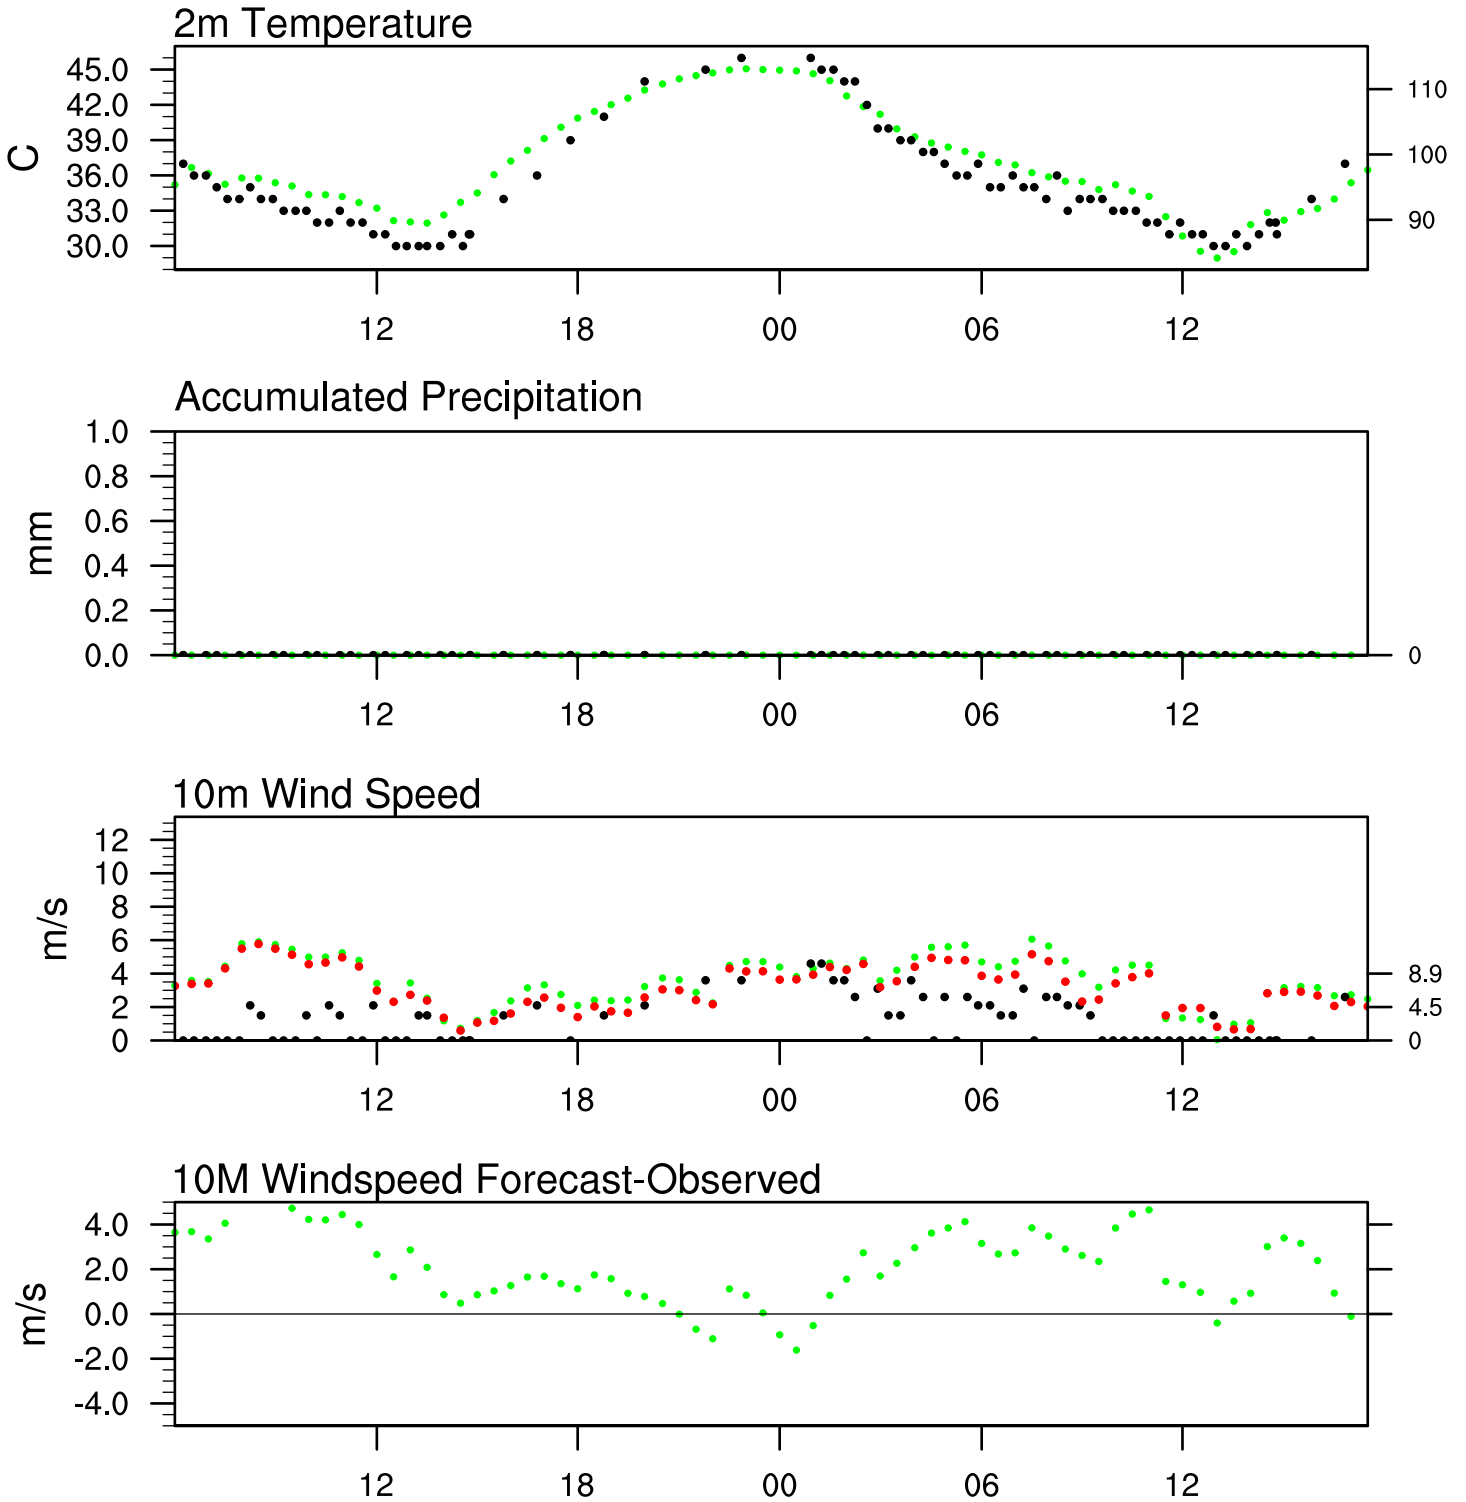 2m Temperature
45.0
42.0
39.0
36.0
33.0
30.0
C
110
100
90
12 18 00 06 12
Accumulated Precipitation
1.0
0.8
0.6
0.4
0.2
0.0
mm
0
12 18 00 06 12
10m Wind Speed
12
10
8
6
4
2
0
m/s
8.9
4.5
0
12 18 00 06 12
10M Windspeed Forecast-Observed
4.0
2.0
0.0
-2.0
-4.0
m/s
12 18 00 06 12